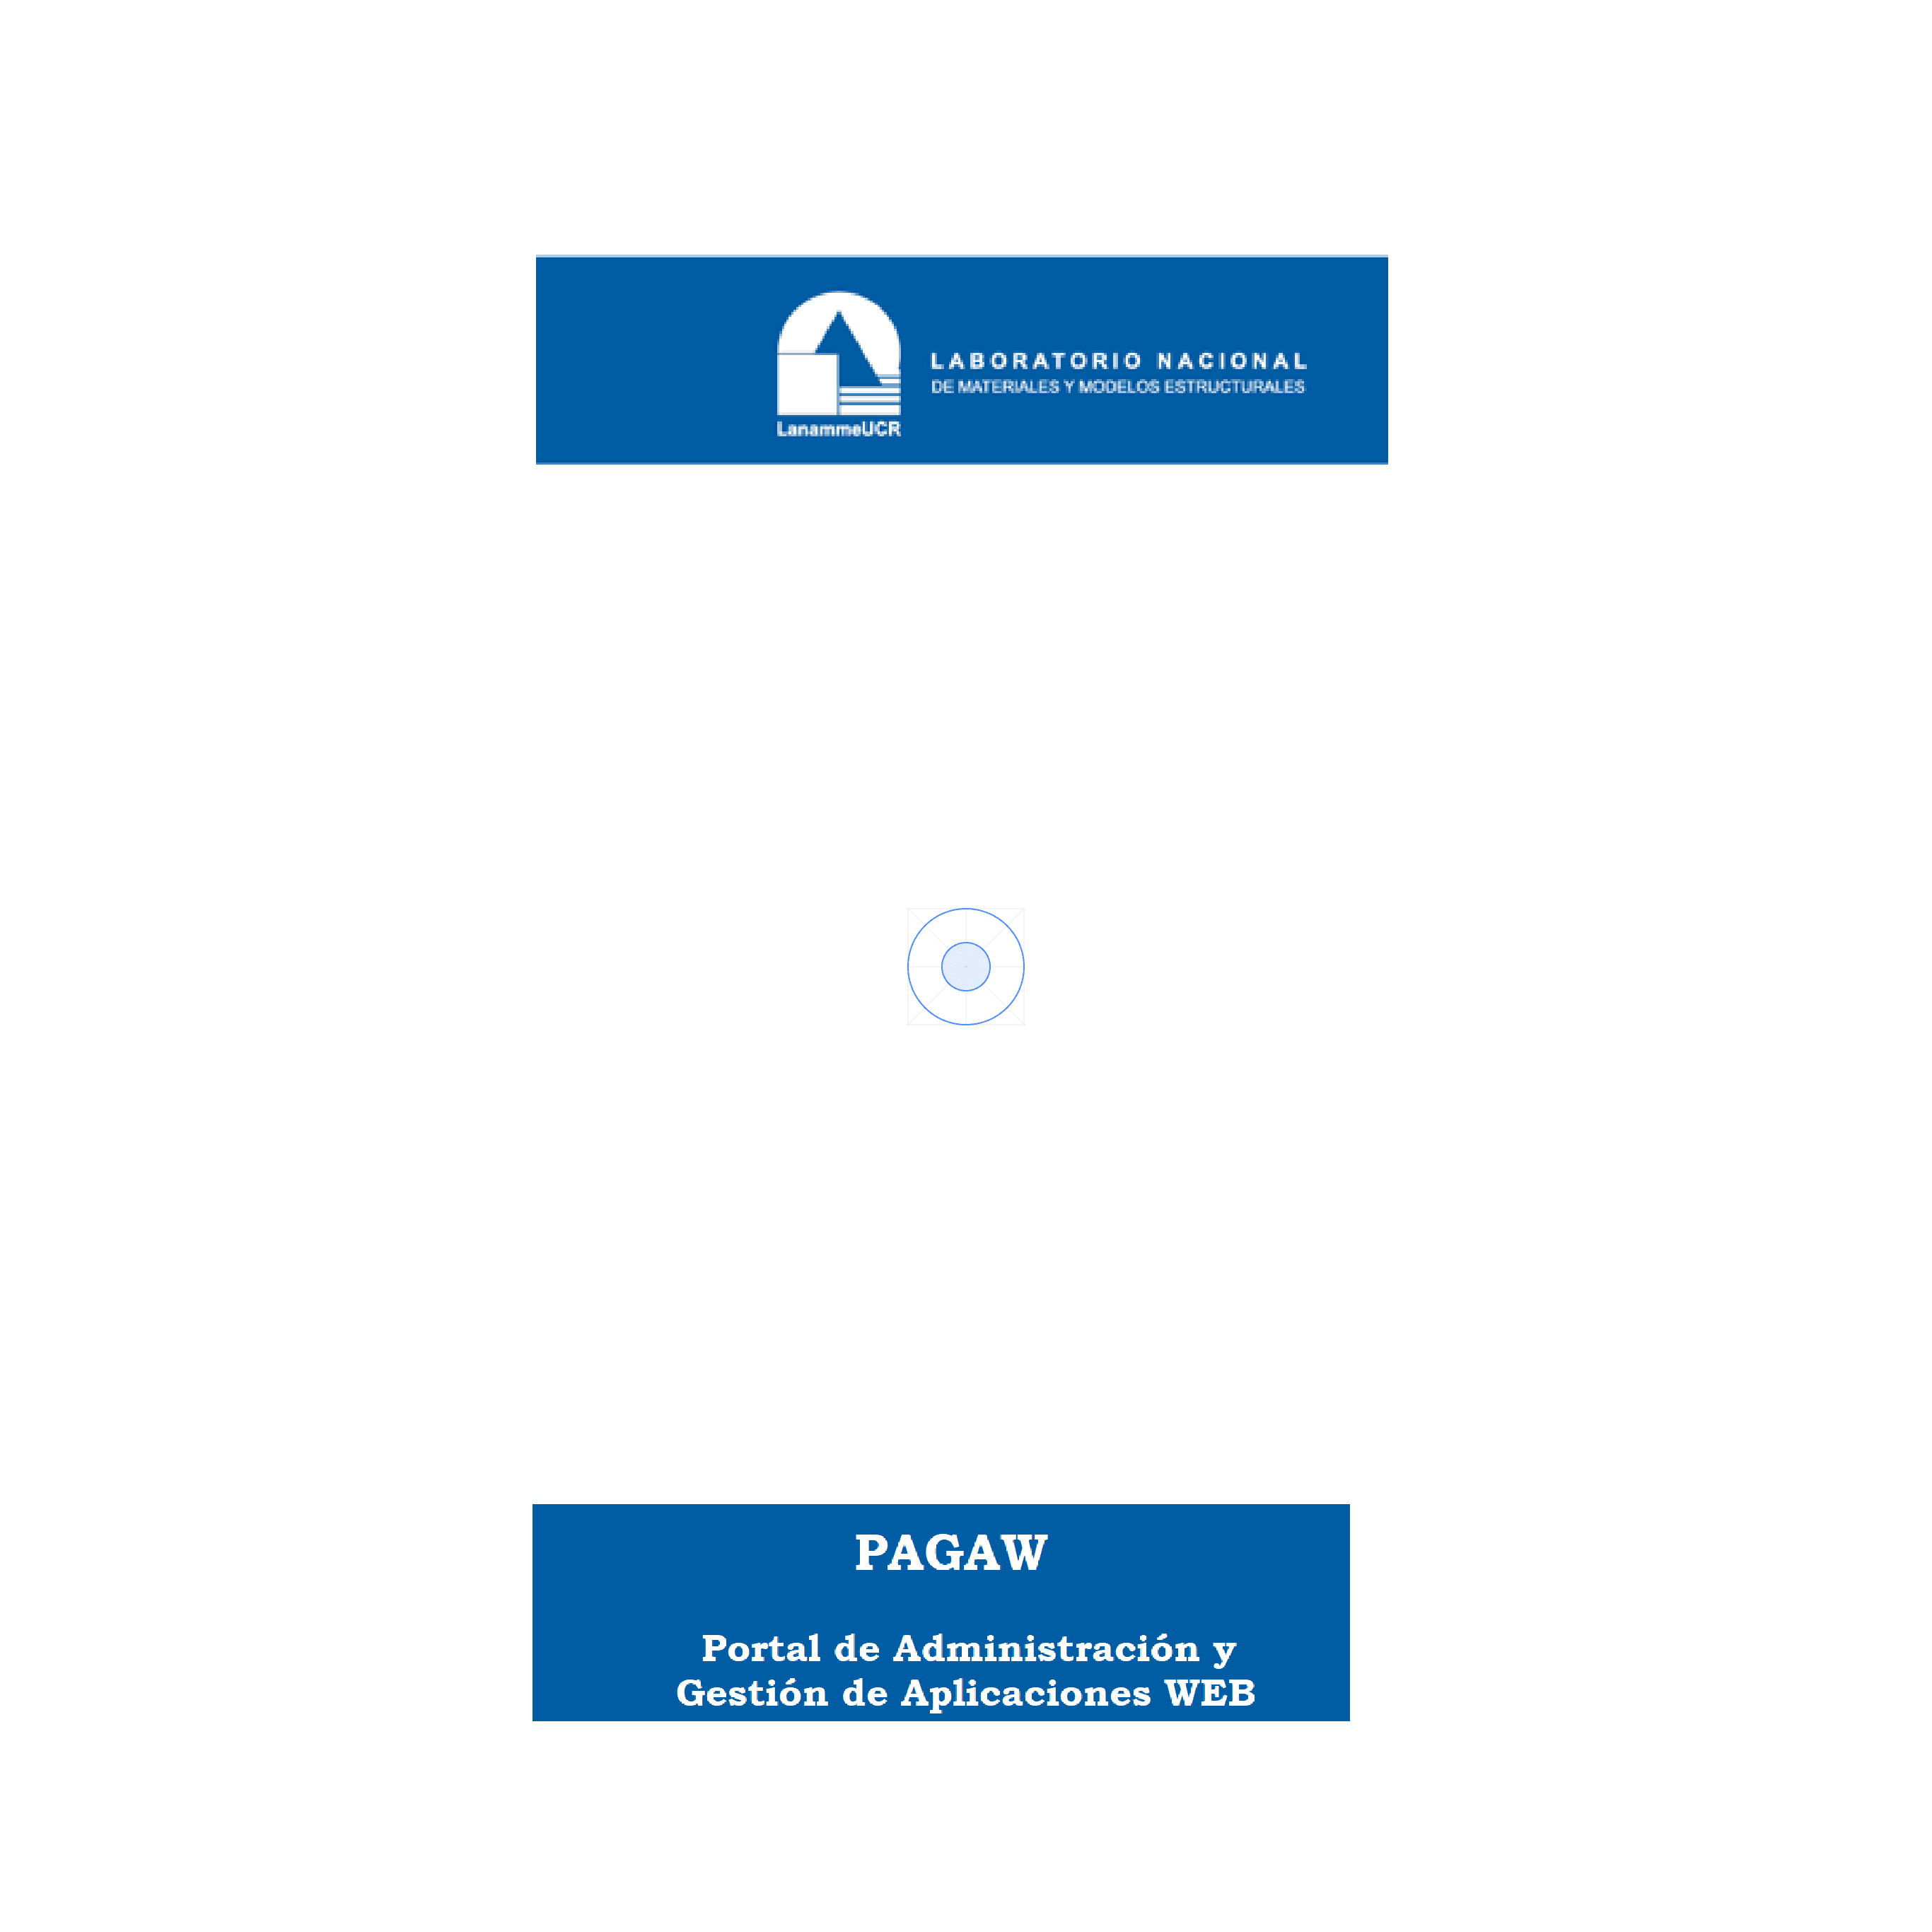 LABORATORIO NACIONAL
DE MATERIALES Y MODELOS ESTRUCTURALES
LanammeUCR
PAGAW
Portal de Administración y
Gestión de Aplicaciones WEB